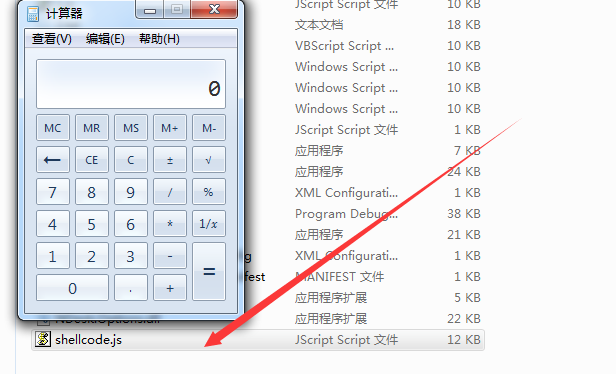 计算器
查看(V) 编辑(E) 帮助(H)
0
MC MR MS M+ M-
← CE C ± √
7 8 9 / %
4 5 6 * 1/x
1 2 3 - =
0 . +
JScript Script 文件 10 KB
文本文档 18 KB
VBScript Script ... 10 KB
Windows Script ... 10 KB
Windows Script ... 10 KB
Windows Script ... 10 KB
JScript Script 文件 1 KB
应用程序 7 KB
应用程序 24 KB
XML Configurati... 1 KB
Program Debug... 38 KB
应用程序 21 KB
XML Configurati... 1 KB
MANIFEST 文件 1 KB
应用程序扩展 5 KB
应用程序扩展 22 KB
shellcode.js JScript Script 文件 12 KB